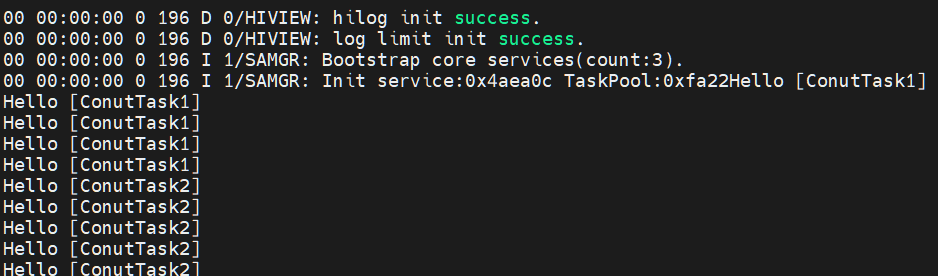 00 00:00:00 0 196 D 0/HIVIEW: hilog init success.
00 00:00:00 0 196 D 0/HIVIEW: log limit init success.
00 00:00:00 0 196 I 1/SAMGR: Bootstrap core services(count:3).
00 00:00:00 0 196 I 1/SAMGR: Init service:0x4aea0c TaskPool:0xfa22Hello [ConutTask1]
Hello [ConutTask1]
Hello [ConutTask1]
Hello [ConutTask1]
Hello [ConutTask1]
Hello [ConutTask2]
Hello [ConutTask2]
Hello [ConutTask2]
Hello [ConutTask2]
Hello [ConutTask2]